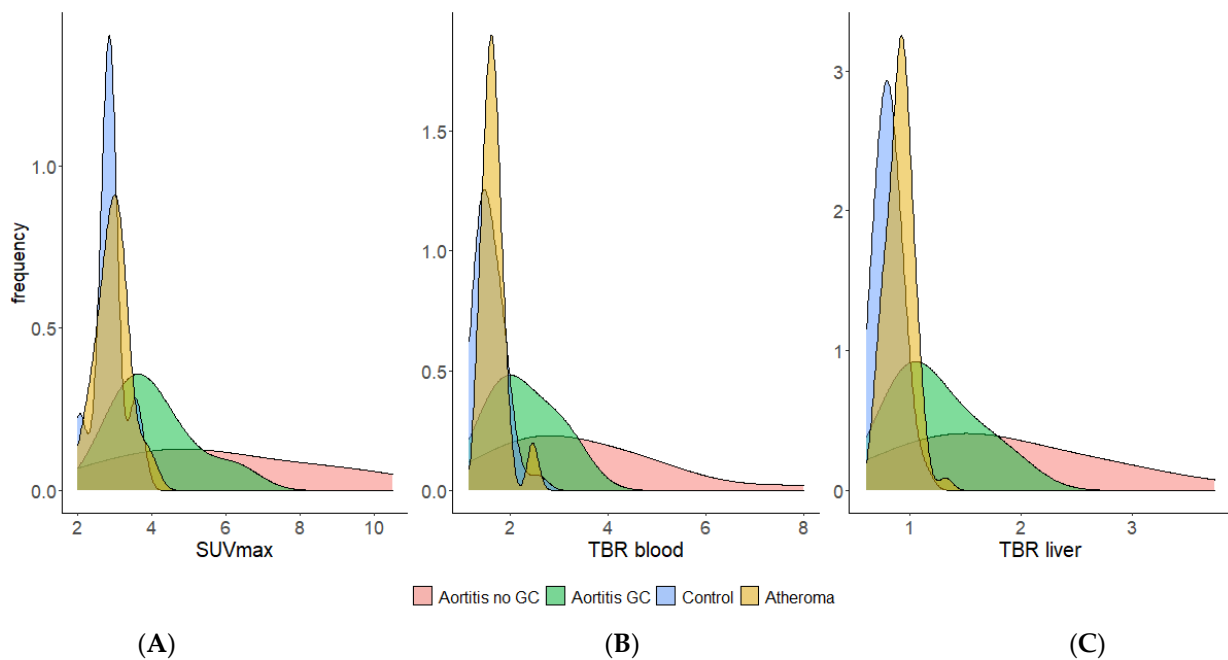 frequency
1.0
0.5
0.0
2 4 6 8 10
SUVmax
1.5
1.0
0.5
0.0
2 4 6 8
TBR blood
3
2
1
0
1 2 3
TBR liver
Aortitis no GC Aortitis GC Control Atheroma
(A) (B) (C)